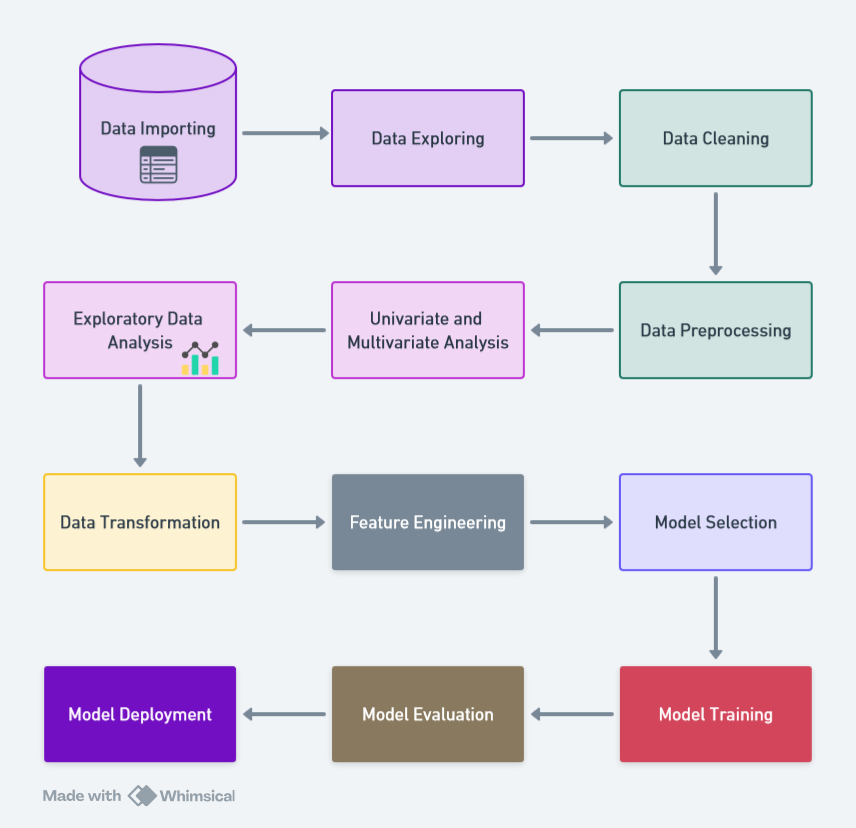 Data Importing
Data Exploring
Data Cleaning
Exploratory Data
Analysis
Univariate and
Multivariate Analysis
Data Preprocessing
Data Transformation
Feature Engineering
Model Selection
Model Deployment
Model Evaluation
Model Training
Made with Whimsical